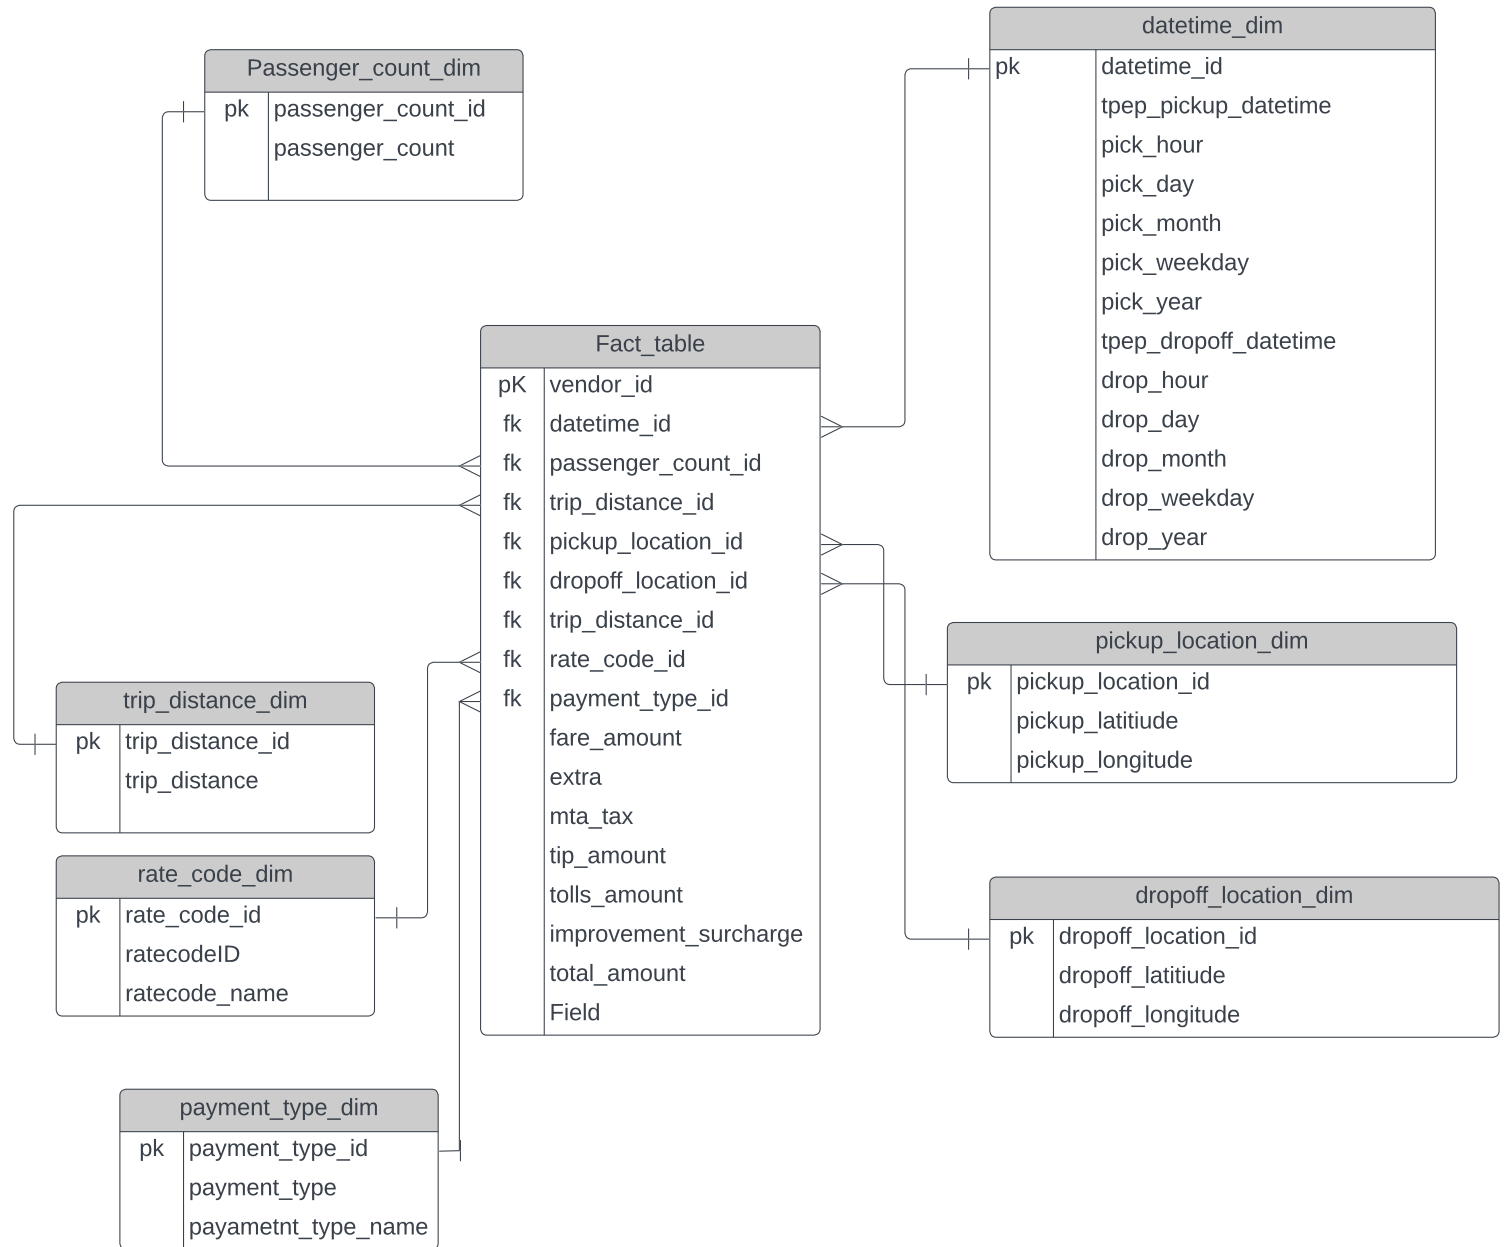 Passenger_count_dim
pk passenger_count_id
passenger_count
datetime_dim
pk datetime_id
tpep_pickup_datetime
pick_hour
pick_day
pick_month
pick_weekday
pick_year
tpep_dropoff_datetime
drop_hour
drop_day
drop_month
drop_weekday
drop_year
Fact_table
pK vendor_id
fk datetime_id
fk passenger_count_id
fk trip_distance_id
fk pickup_location_id
fk dropoff_location_id
fk trip_distance_id
fk rate_code_id
fk payment_type_id
fare_amount
extra
mta_tax
tip_amount
tolls_amount
improvement_surcharge
total_amount
Field
pickup_location_dim
pk pickup_location_id
pickup_latitiude
pickup_longitude
trip_distance_dim
pk trip_distance_id
trip_distance
rate_code_dim
pk rate_code_id
ratecodeID
ratecode_name
dropoff_location_dim
pk dropoff_location_id
dropoff_latitiude
dropoff_longitude
payment_type_dim
pk payment_type_id
payment_type
payametnt_type_name